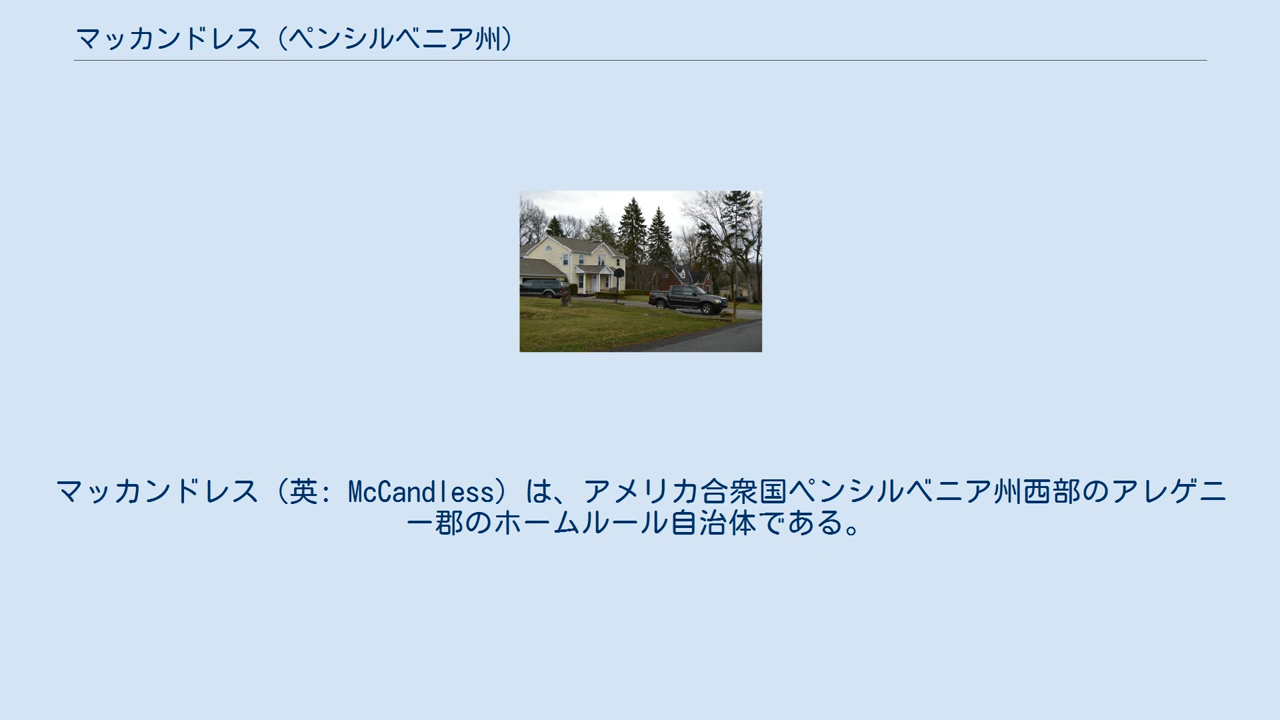 マッカンドレス（ペンシルベニア州）
マッカンドレス（英: McCandless）は、アメリカ合衆国ペンシルベニア州西部のアレゲニ
ー郡のホームルール自治体である。